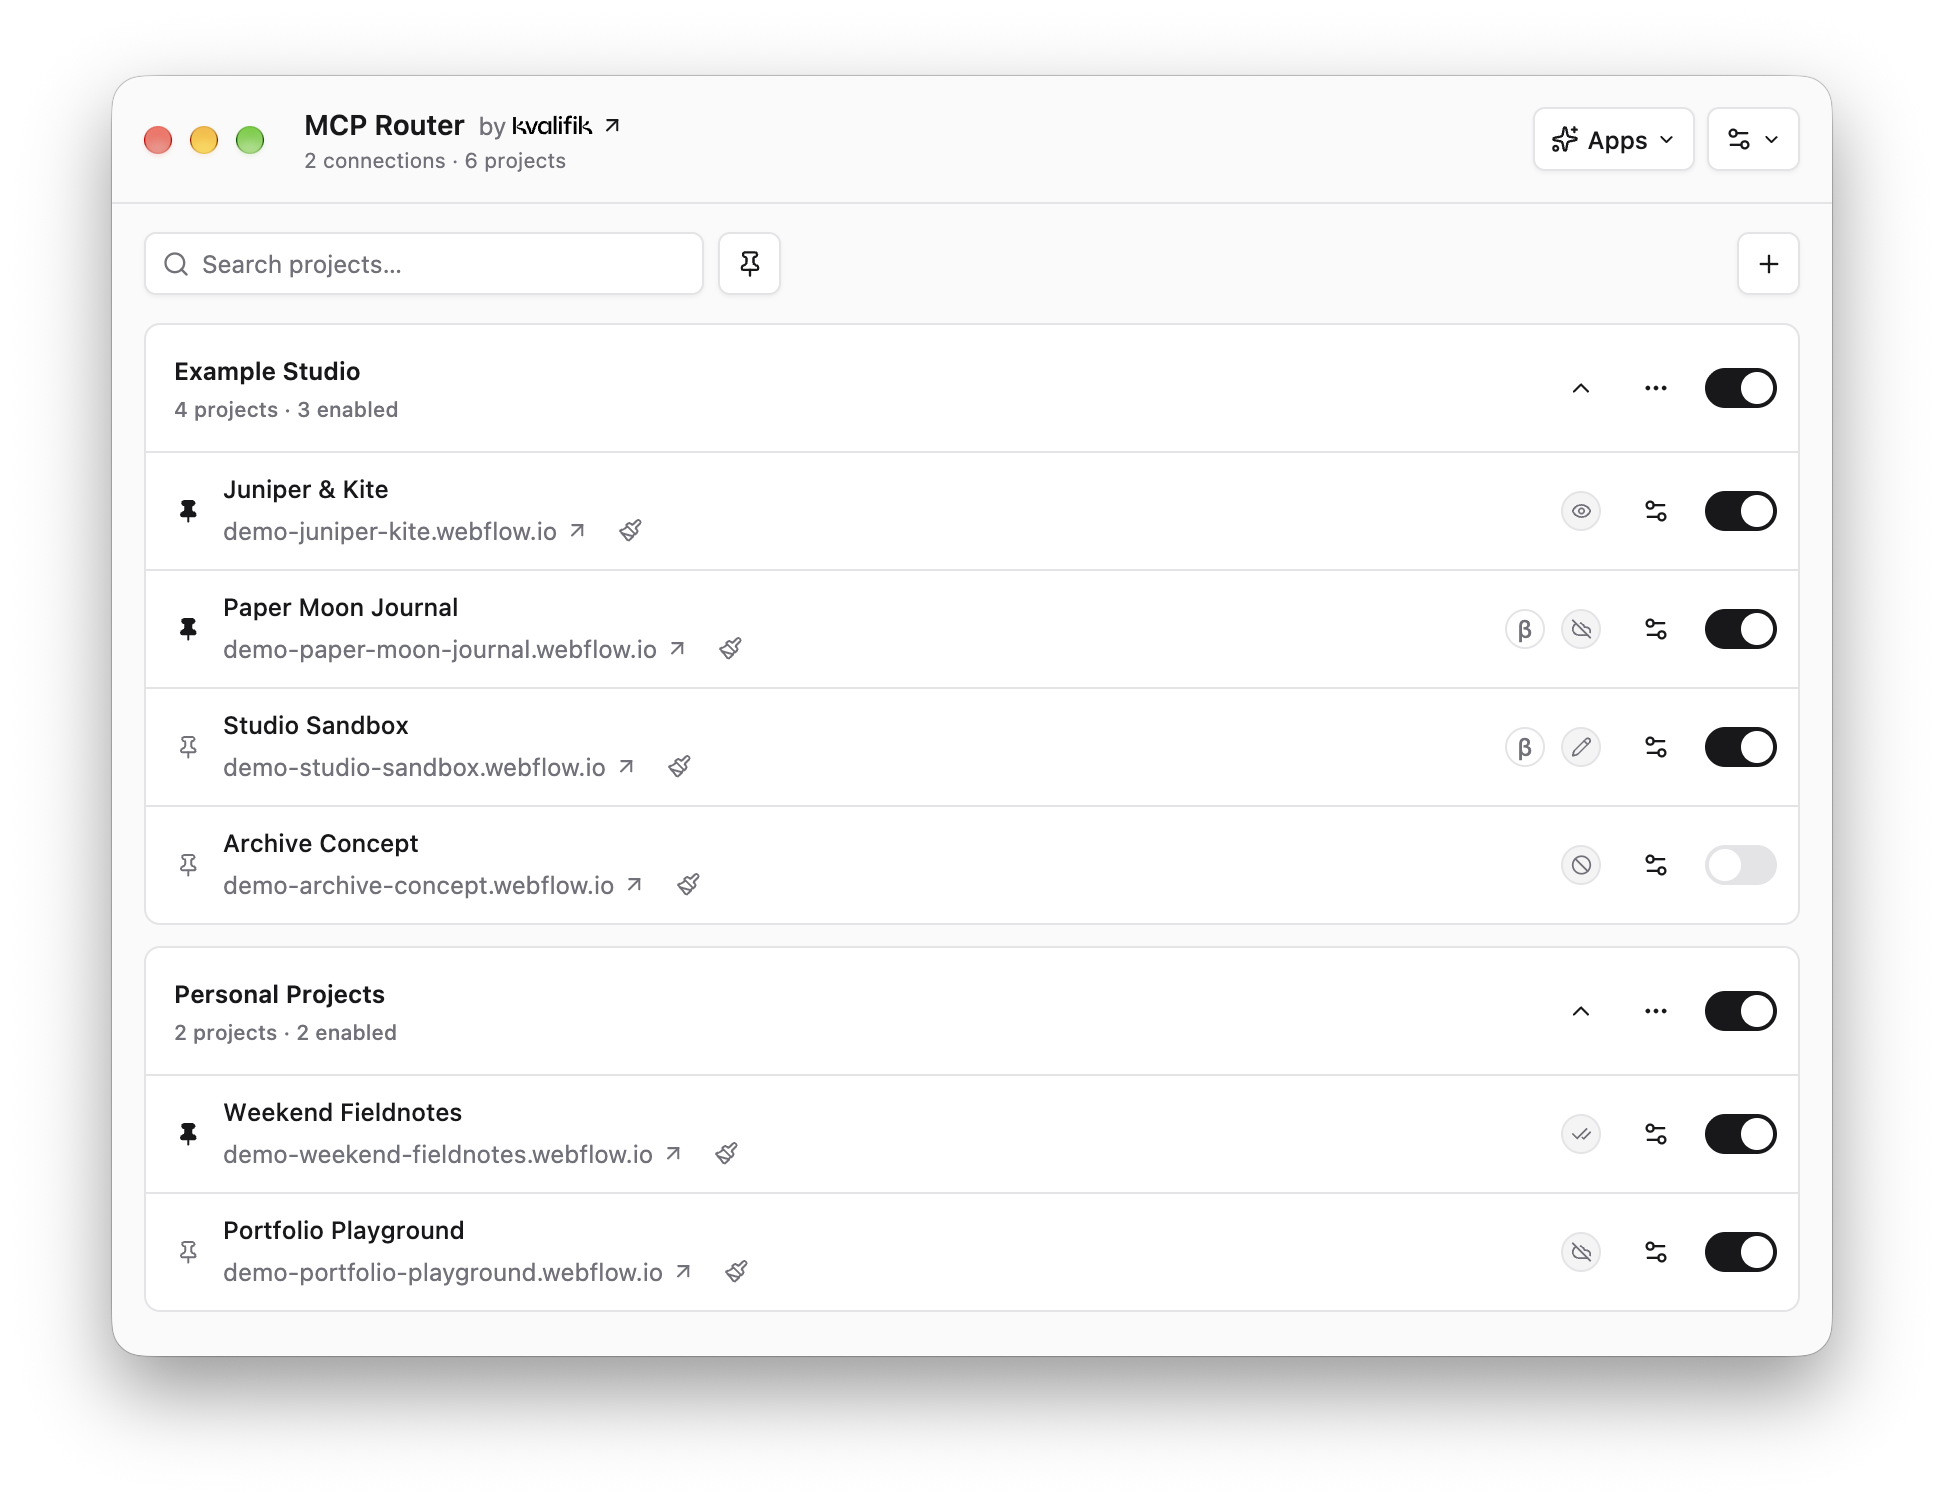 MCP Router by kvalifik
2 connections · 6 projects
Apps
Search projects...
Example Studio
4 projects · 3 enabled
Juniper & Kite
demo-juniper-kite.webflow.io
Paper Moon Journal
demo-paper-moon-journal.webflow.io
β
Studio Sandbox
demo-studio-sandbox.webflow.io
β
Archive Concept
demo-archive-concept.webflow.io
Personal Projects
2 projects · 2 enabled
Weekend Fieldnotes
demo-weekend-fieldnotes.webflow.io
Portfolio Playground
demo-portfolio-playground.webflow.io